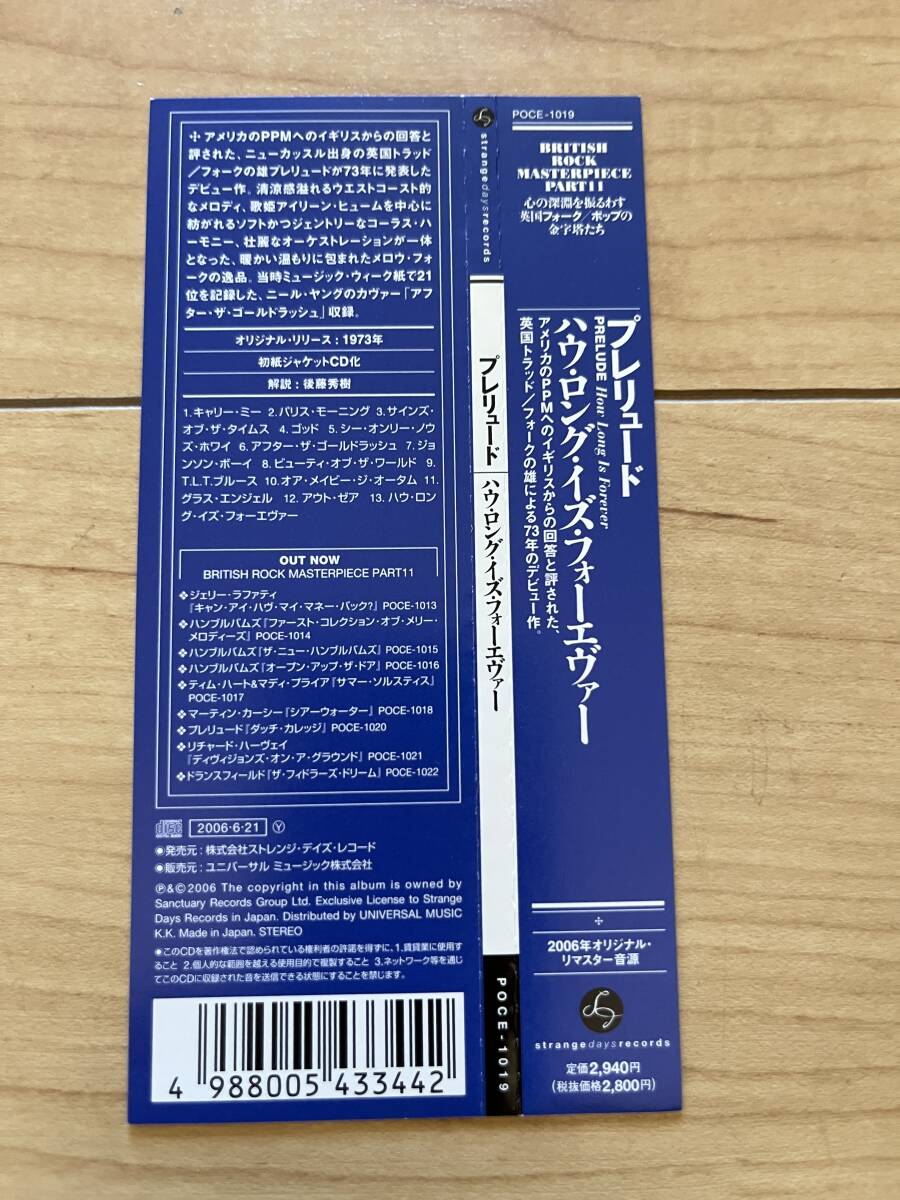 ✢ アメリカのPPMへのイギリスからの回答と
評された、ニューカッスル出身の英国トラッド
／フォークの雄プレリュードが73年に発表した
デビュー作。清涼感溢れるウエストコースト的
なメロディ、歌姫アイリーン・ヒュームを中心に
紡がれるソフトかつジェントリーなコーラス・ハ
ーモニー、壮麗なオーケストレーションが一体
となった、暖かい温もりに包まれたメロウ・フォ
ークの逸品。当時ミュージック・ウィーク紙で21
位を記録した、ニール・ヤングのカヴァー「アフ
ター・ザ・ゴールドラッシュ」収録。
オリジナル・リリース：1973年
初紙ジャケットCD化
解説：後藤秀樹
1.キャリー・ミー 2.パリス・モーニング 3.サインズ・
オブ・ザ・タイムス 4.ゴッド 5.シー・オンリー・ノウ
ズ・ホワイ 6.アフター・ザ・ゴールドラッシュ 7.ジョ
ンソン・ボーイ 8.ビューティ・オブ・ザ・ワールド 9.
T.L.T.ブルース 10.オア・メイビー・ジ・オータム 11.
グラス・エンジェル 12.アウト・ゼア 13.ハウ・ロン
グ・イズ・フォーエヴァー
OUT NOW
BRITISH ROCK MASTERPIECE PART11
❖ジェリー・ラファティ
『キャン・アイ・ハヴ・マイ・マネー・バック?』POCE-1013
❖ハンブルバムズ『ファースト・コレクション・オブ・メリー・
メロディーズ』POCE-1014
❖ハンブルバムズ『ザ・ニュー・ハンブルバムズ』POCE-1015
❖ハンブルバムズ『オープン・アップ・ザ・ドア』POCE-1016
❖ティム・ハート&マディ・プライア『サマー・ソルスティス』
POCE-1017
❖マーティン・カーシー『シアーウォーター』POCE-1018
❖プレリュード『ダッチ・カレッジ』POCE-1020
❖リチャード・ハーヴェイ
『ディヴィジョンズ・オン・ア・グラウンド』POCE-1021
❖ドランスフィールド『ザ・フィドラーズ・ドリーム』POCE-1022
disc 2006・6・21 Ⓨ
●発売元：株式会社ストレンジ・デイズ・レコード
●販売元：ユニバーサル ミュージック株式会社
℗&©2006 The copyright in this album is owned by
Sanctuary Records Group Ltd. Exclusive License to Strange
Days Records in Japan. Distributed by UNIVERSAL MUSIC
K.K. Made in Japan. STEREO
●このCDを著作権法で認められている権利者の許諾を得ずに、1.賃貸業に使用す
ること 2.個人的な範囲を越える使用目的で複製すること 3.ネットワーク等を通じ
てこのCDに収録された音を送信できる状態にすることを禁じます。
4 988005 433442
strangedaysrecords
プレリュード
ハウ・ロング・イズ・フォーエヴァー
POCE-1019
POCE-1019
BRITISH
ROCK
MASTERPIECE
PART11
心の深淵を振るわす
英国フォーク／ポップの
金字塔たち
プレリュード
PRELUDE How Long Is Forever
ハウ・ロング・イズ・フォーエヴァー
アメリカのPPMへのイギリスからの回答と評された、
英国トラッド／フォークの雄による73年のデビュー作。
✢
2006年オリジナル・
リマスター音源
strangedaysrecords
定価2,940円
（税抜価格2,800円）